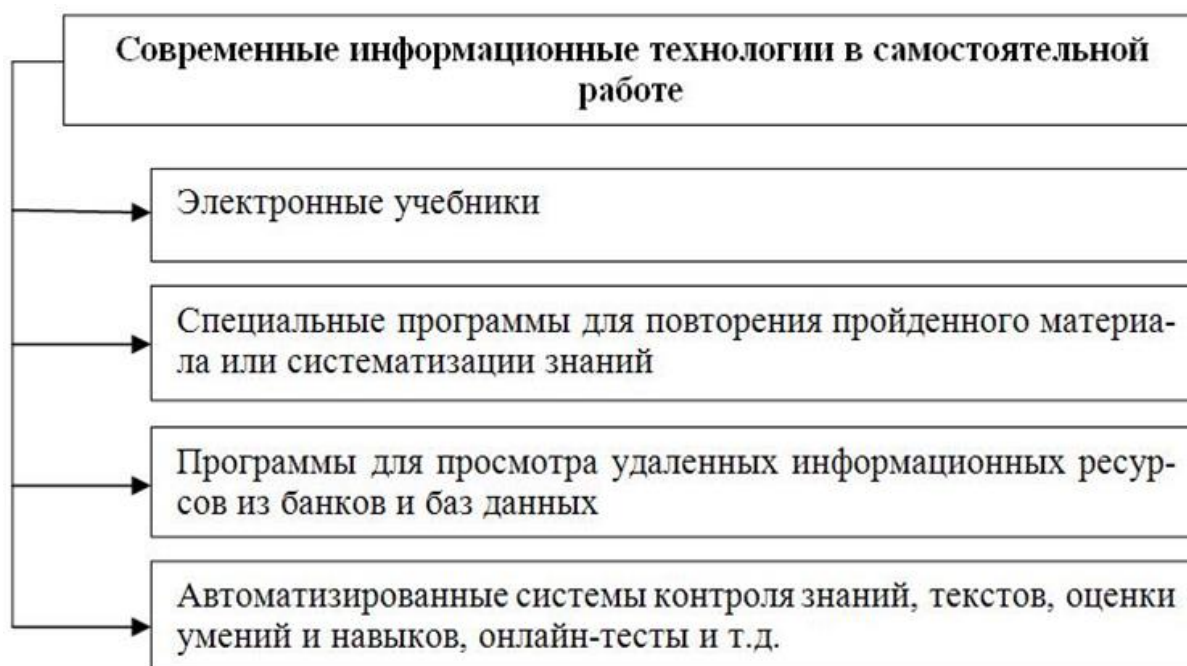 Современные информационные технологии в самостоятельной
работе
Электронные учебники
Специальные программы для повторения пройденного материа-
ла или систематизации знаний
Программы для просмотра удаленных информационных ресур-
сов из банков и баз данных
Автоматизированные системы контроля знаний, текстов, оценки
умений и навыков, онлайн-тесты и т.д.